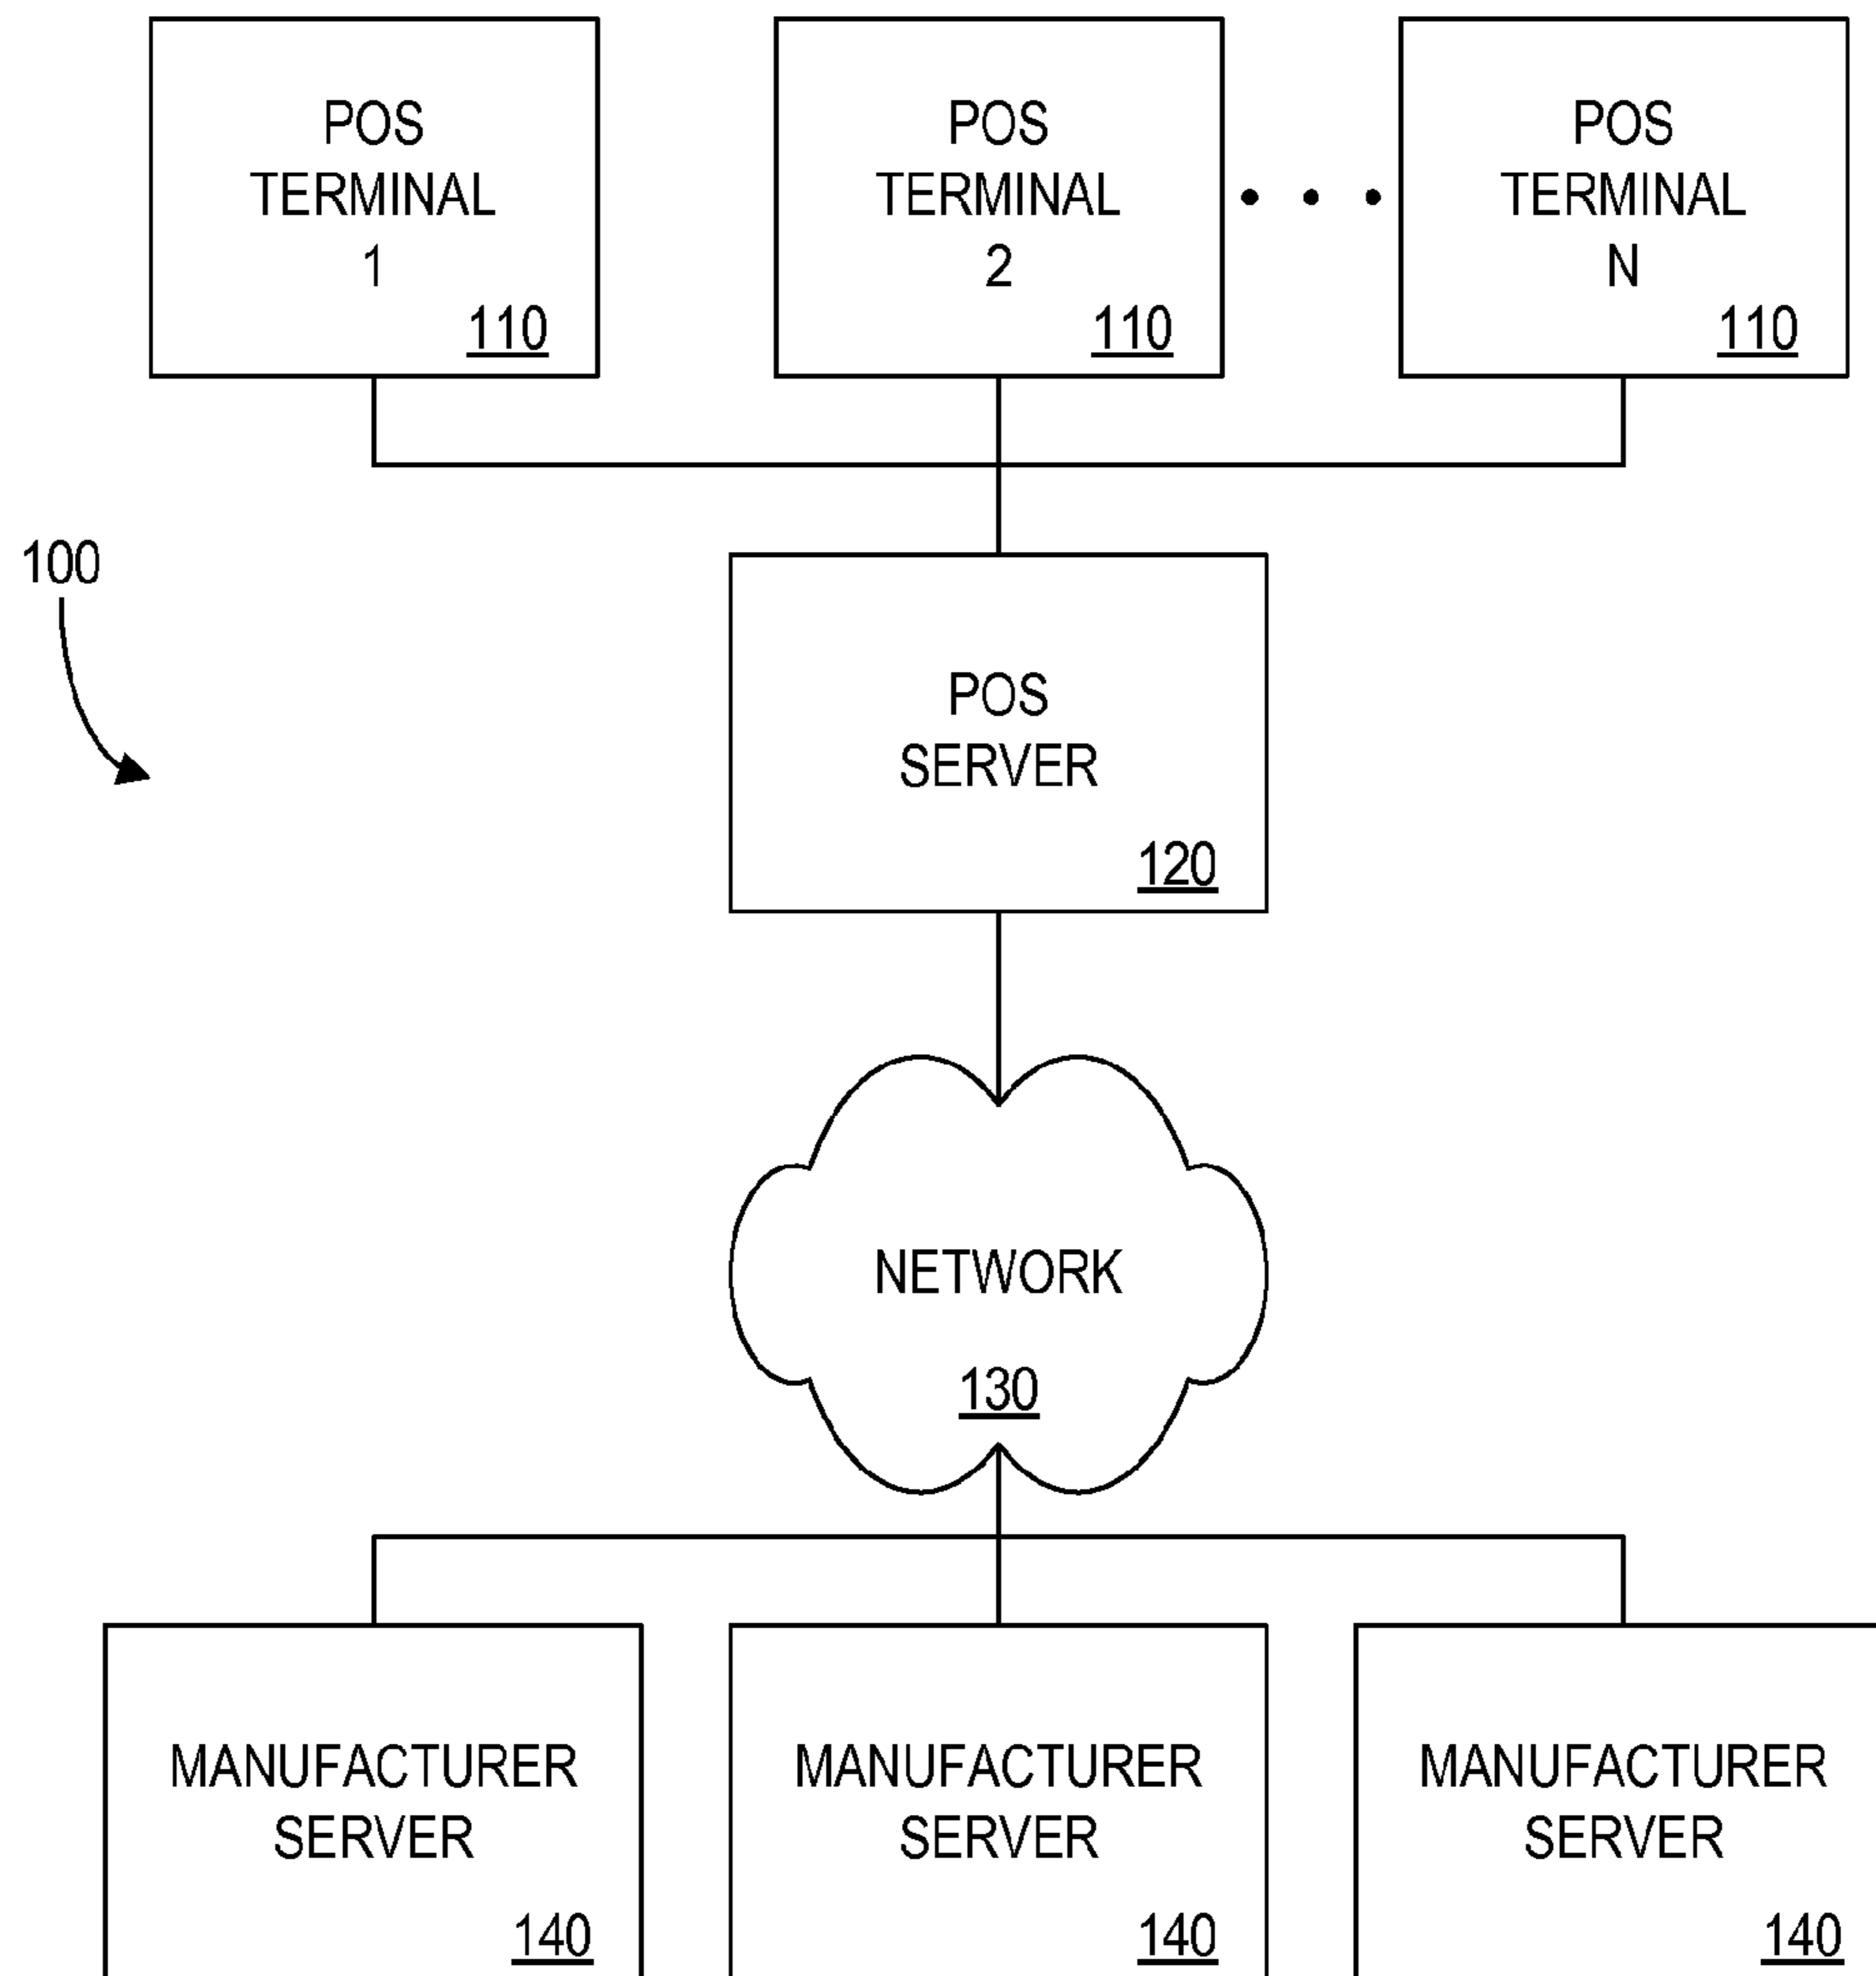 POS
TERMINAL
1
110
POS
TERMINAL
2
110
POS
TERMINAL
N
110
100
POS
SERVER
120
NETWORK
130
MANUFACTURER
SERVER
140
MANUFACTURER
SERVER
140
MANUFACTURER
SERVER
140